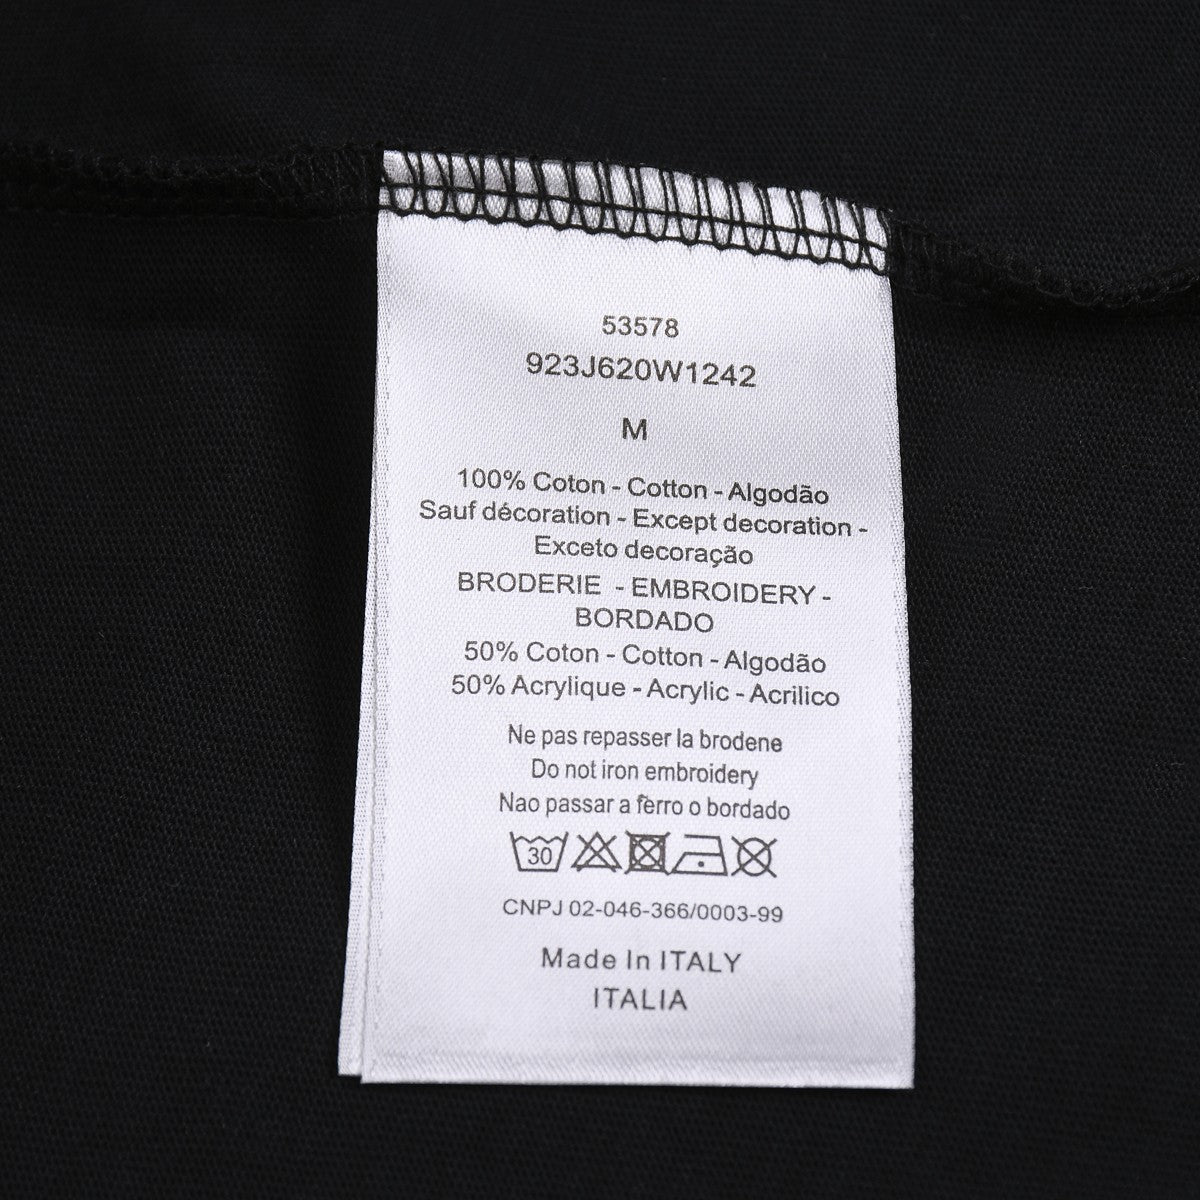 53578
923J620W1242
M
100% Coton - Cotton - Algodão
Sauf décoration - Except decoration -
Exceto decoração
BRODERIE - EMBROIDERY -
BORDADO
50% Coton - Cotton - Algodão
50% Acrylique - Acrylic - Acrilico
Ne pas repasser la brodene
Do not iron embroidery
Nao passar a ferro o bordado
30
CNPJ 02-046-366/0003-99
Made In ITALY
ITALIA